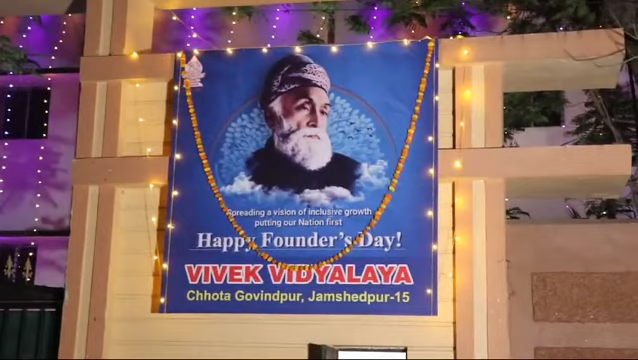 Spreading a vision of inclusive growth
putting our Nation first
Happy Founder's Day!
VIVEK VIDYALAYA
Chhota Govindpur, Jamshedpur-15